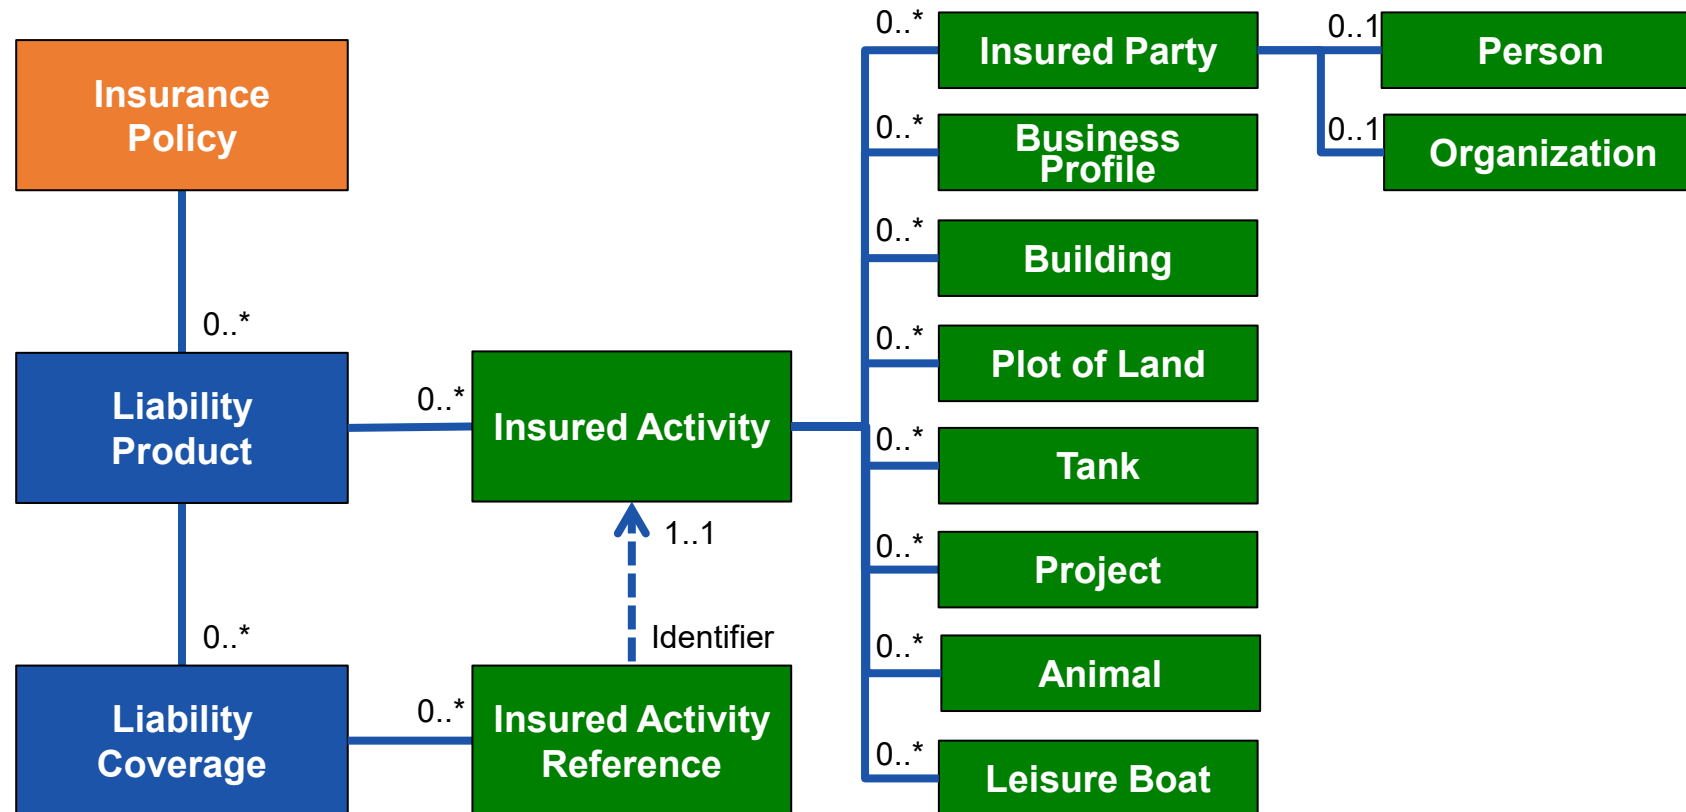 Insurance
Policy
0..*
Liability
Product
0..*
Liability
Coverage
0..*
Insured Activity
1..1
Identifier
0..*
Insured Activity
Reference
0..*
Insured Party
0..1
Person
0..1
Organization
0..*
Business
Profile
0..*
Building
0..*
Plot of Land
0..*
Tank
0..*
Project
0..*
Animal
0..*
Leisure Boat